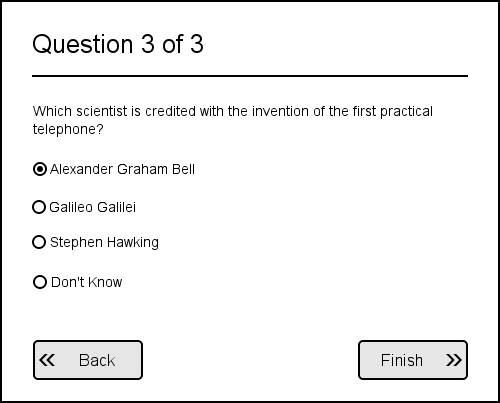 Question 3 of 3
Which scientist is credited with the invention of the first practical
telephone?
Alexander Graham Bell
Galileo Galilei
Stephen Hawking
Don't Know
« Back
Finish »